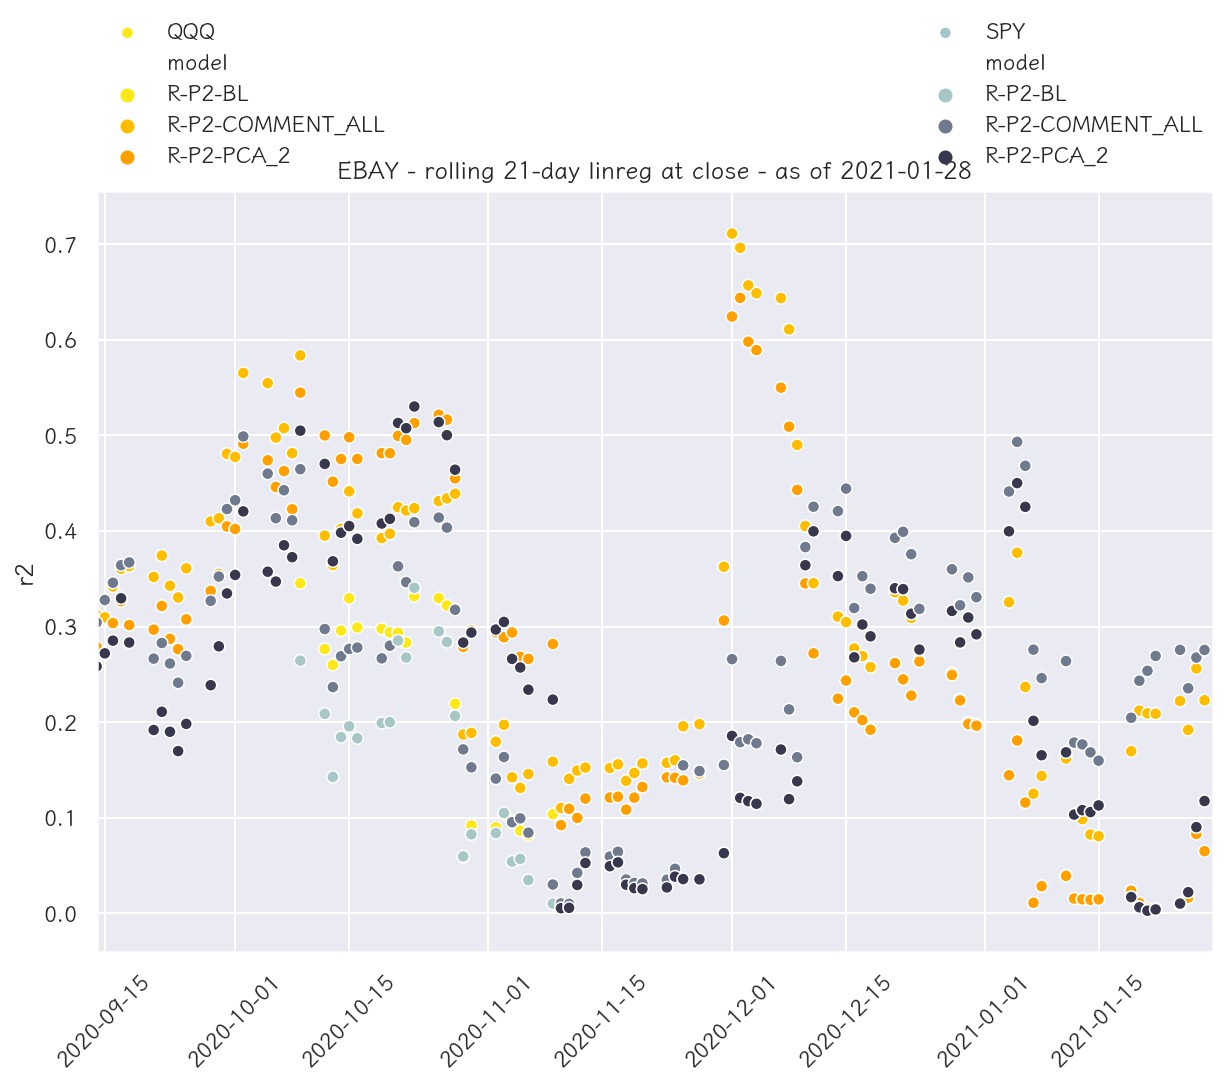 QQQ
model
R-P2-BL
R-P2-COMMENT_ALL
R-P2-PCA_2
SPY
model
R-P2-BL
R-P2-COMMENT_ALL
R-P2-PCA_2
EBAY - rolling 21-day linreg at close - as of 2021-01-28
r2
0.7
0.6
0.5
0.4
0.3
0.2
0.1
0.0
2020-09-15
2020-10-01
2020-10-15
2020-11-01
2020-11-15
2020-12-01
2020-12-15
2021-01-01
2021-01-15